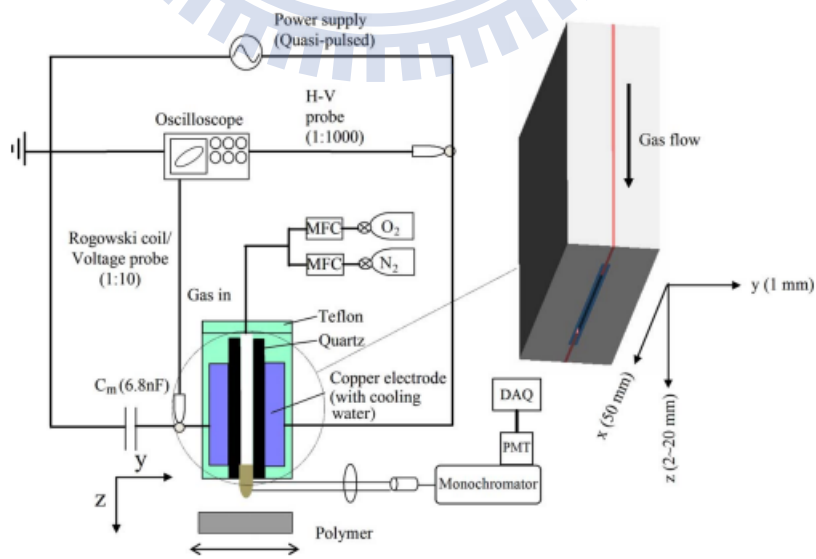 Power supply
(Quasi-pulsed)
H-V
probe
(1:1000)
Oscilloscope
Gas flow
MFC
O₂
MFC
N₂
Rogowski coil/
Voltage probe
(1:10)
Gas in
Teflon
Quartz
y (1 mm)
x (50 mm)
z (2~20 mm)
Cₘ (6.8nF)
Copper electrode
(with cooling
water)
DAQ
PMT
Monochromator
y
z
Polymer